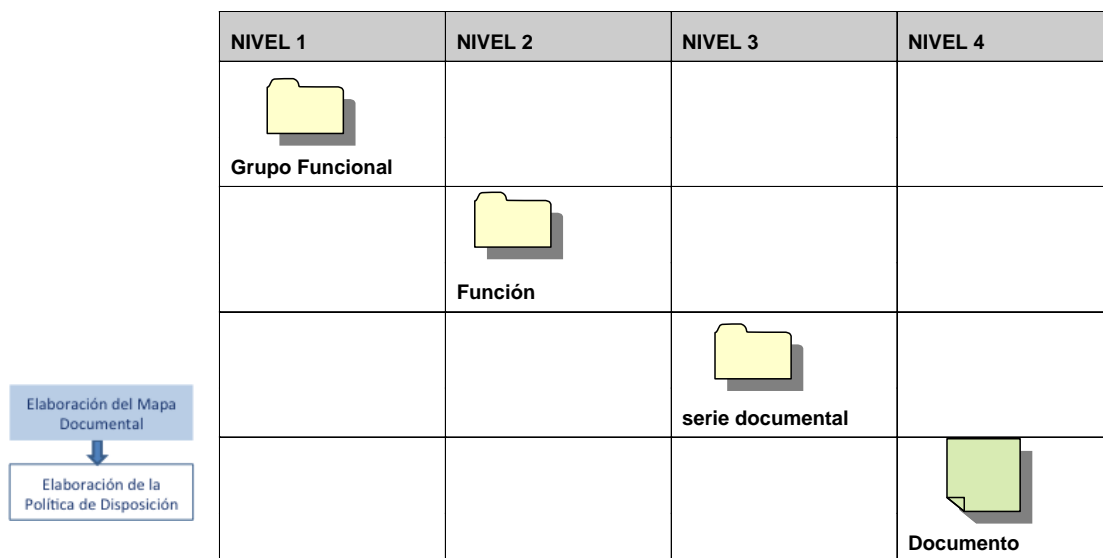 NIVEL 1 NIVEL 2 NIVEL 3 NIVEL 4
Grupo Funcional
Función
serie documental
Documento
Elaboración del Mapa
Documental
Elaboración de la
Política de Disposición